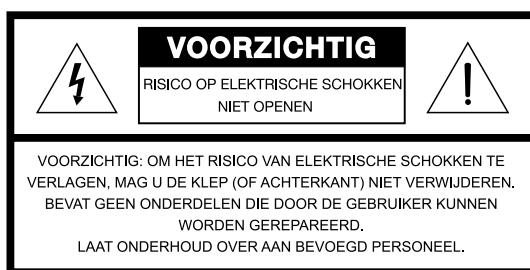 VOORZICHTIG
RISICO OP ELEKTRISCHE SCHOKKEN
NIET OPENEN
VOORZICHTIG: OM HET RISICO VAN ELEKTRISCHE SCHOKKEN TE
VERLAGEN, MAG U DE KLEP (OF ACHTERKANT) NIET VERWIJDEREN.
BEVAT GEEN ONDERDELEN DIE DOOR DE GEBRUIKER KUNNEN
WORDEN GEREPAREERD.
LAAT ONDERHOUD OVER AAN BEVOEGD PERSONEEL.